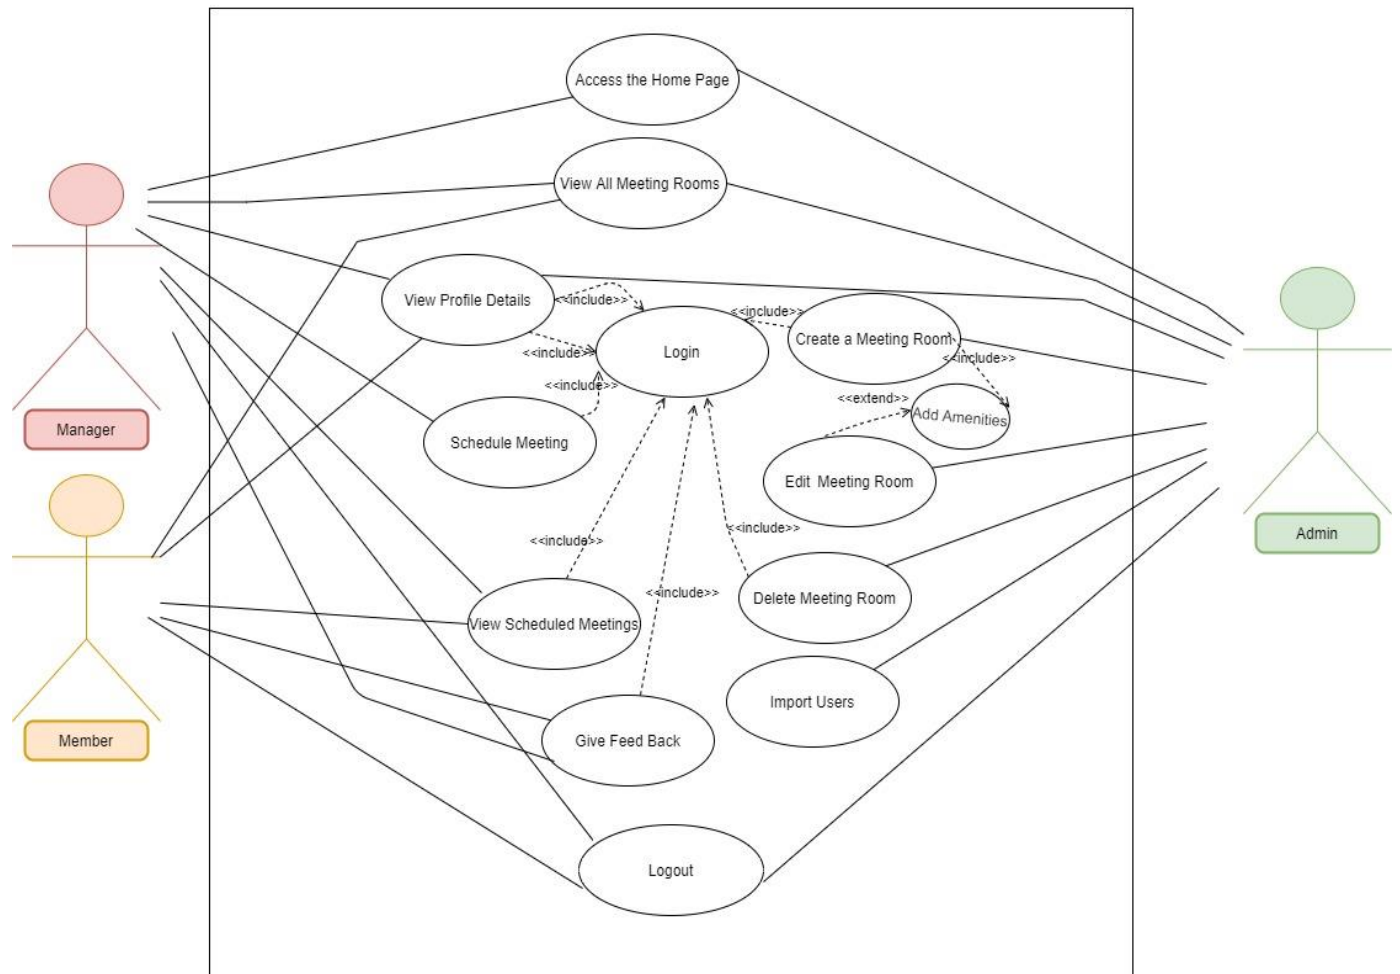 Access the Home Page
View All Meeting Rooms
View Profile Details
<<include>>
<<include>>
Login
<<include>>
Create a Meeting Room
<<include>>
<<include>>
<<extend>>
Add Amenities
Manager
Schedule Meeting
Edit  Meeting Room
Admin
<<include>>
<<include>>
<<include>>
Delete Meeting Room
View Scheduled Meetings
Import Users
Member
Give Feed Back
Logout